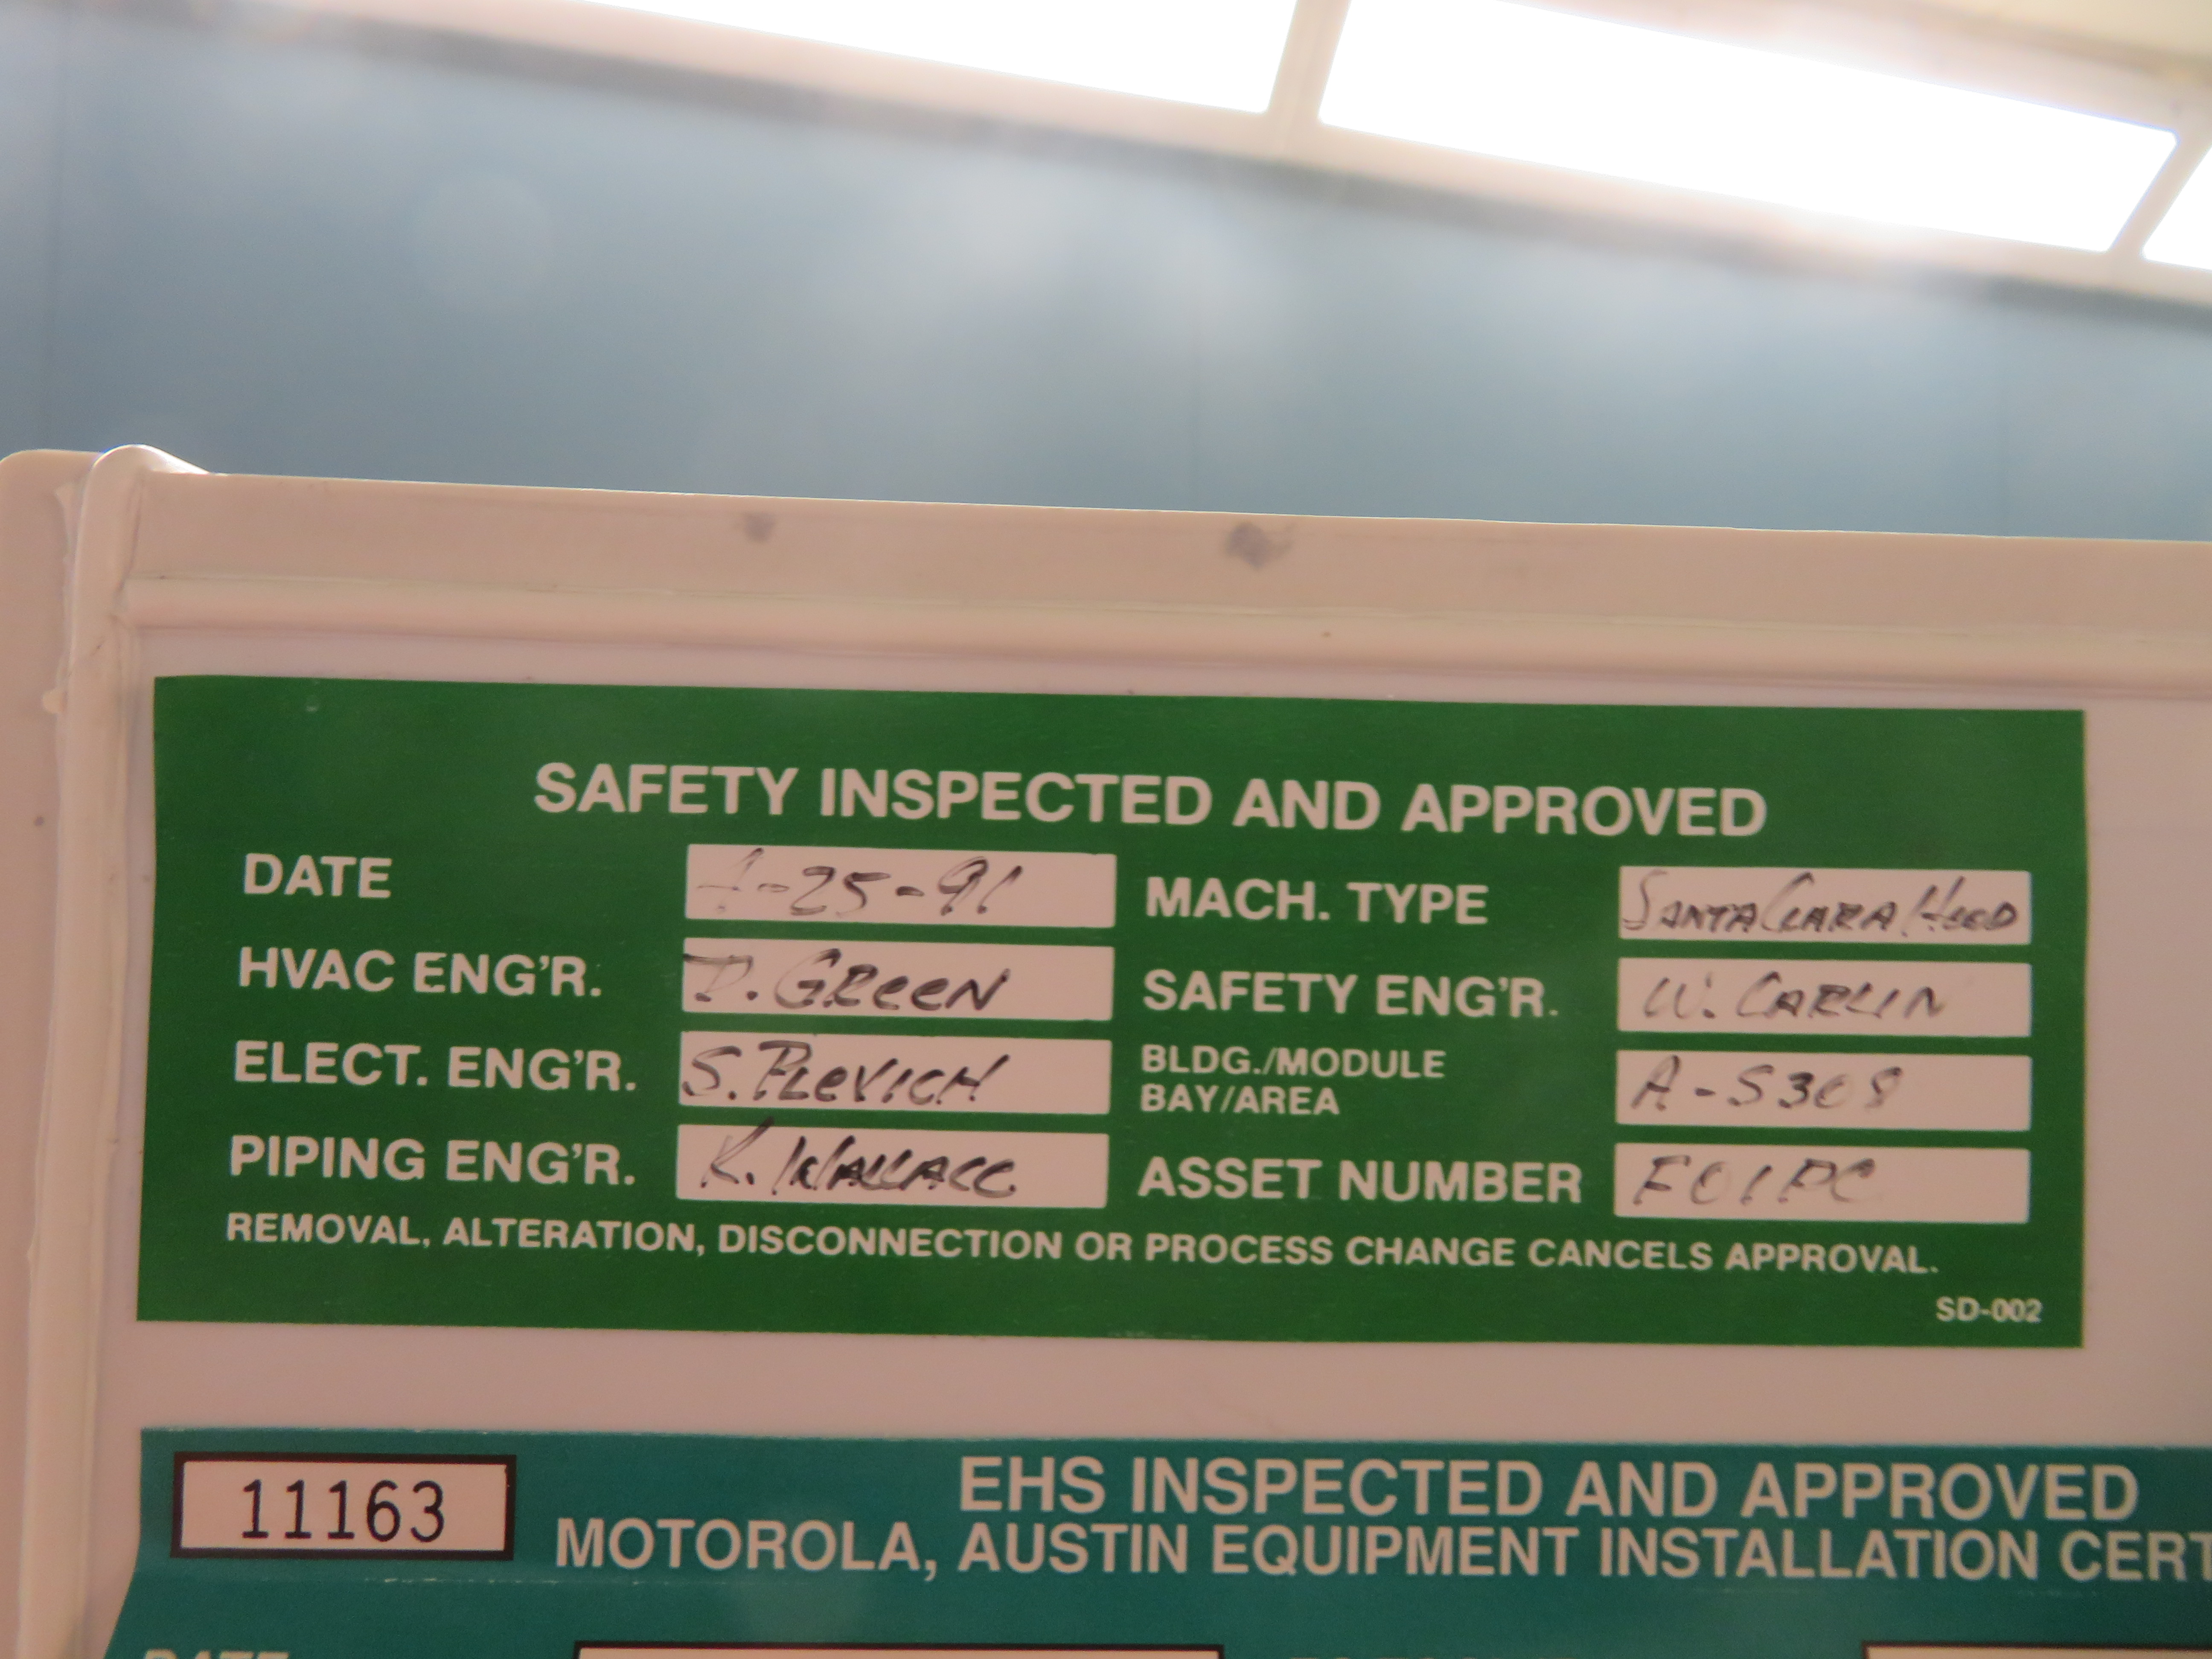 SAFETY INSPECTED AND APPROVED
DATE -25-91 MACH. TYPE SANTA CLARA HOOD
HVAC ENG'R. D. GREEN SAFETY ENG'R. W. CARLIN
ELECT. ENG'R. S. PLEVICH BLDG./MODULE BAY/AREA A-S308
PIPING ENG'R. K. WALLACE ASSET NUMBER F01PC
REMOVAL, ALTERATION, DISCONNECTION OR PROCESS CHANGE CANCELS APPROVAL.
SD-002
11163 EHS INSPECTED AND APPROVED
MOTOROLA, AUSTIN EQUIPMENT INSTALLATION CERT
DATE